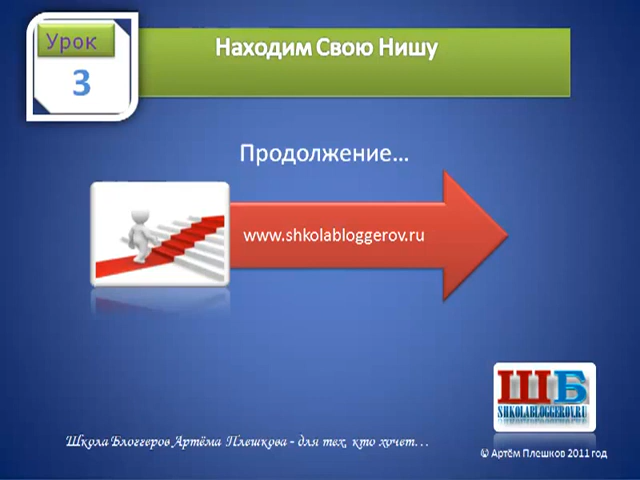 Урок
3
Находим Свою Нишу
Продолжение...
www.shkolabloggerov.ru
ШБ
SHKOLABLOGGEROV.RU
Школа Блоггеров Артёма Плешкова - для тех, кто хочет...
© Артём Плешков 2011 год